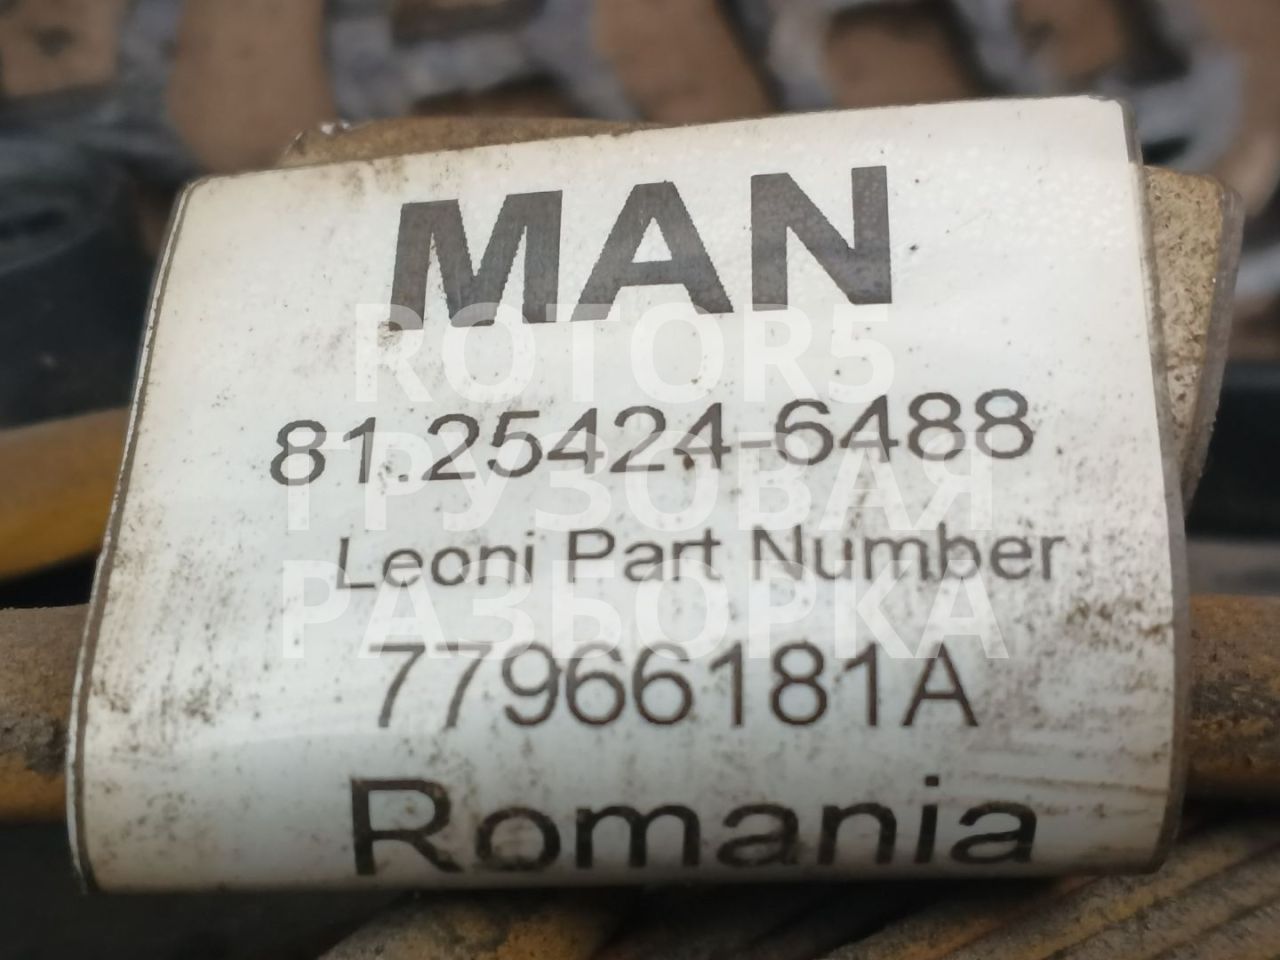 MAN
ROTOR5
81.25424-6488
ГРУЗОВАЯ
Leoni Part Number
РАЗБОРКА
77966181A
Romania